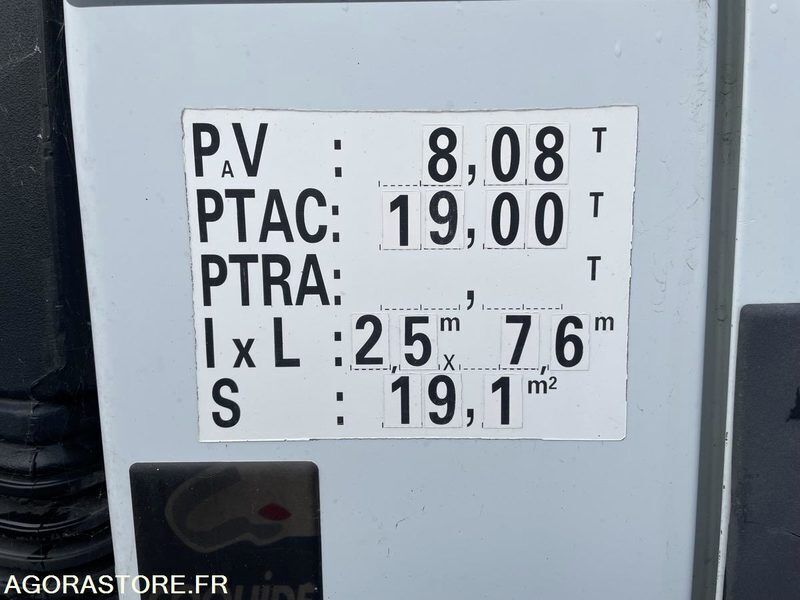 PAV : 8,08 T
PTAC: 19,00 T
PTRA: , T
l x L : 2,5 m x 7,6 m
S : 19,1 m²
AGORASTORE.FR